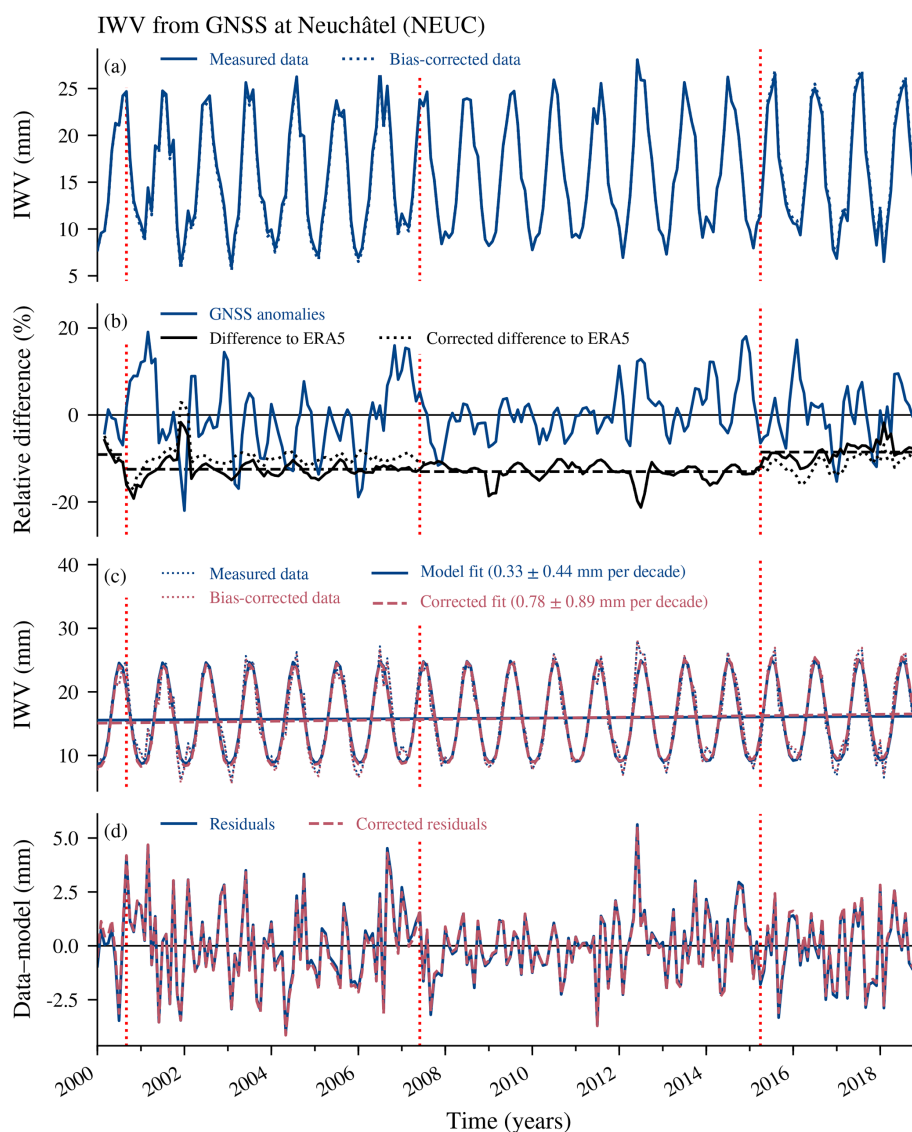 IWV from GNSS at Neuchâtel (NEUC)
(a)
Measured data
Bias-corrected data
25
20
15
10
5
IWV (mm)
(b)
GNSS anomalies
Difference to ERA5
Corrected difference to ERA5
20
0
-10
-20
Relative difference (%)
(c)
Measured data
Model fit (0.33 ± 0.44 mm per decade)
Bias-corrected data
Corrected fit (0.78 ± 0.89 mm per decade)
40
30
20
10
IWV (mm)
(d)
Residuals
Corrected residuals
5.0
2.5
0.0
-2.5
Data–model (mm)
2000
2002
2004
2006
2008
2010
2012
2014
2016
2018
Time (years)